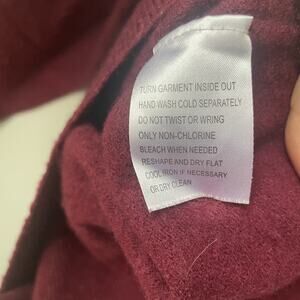 TURN GARMENT INSIDE OUT
HAND WASH COLD SEPARATELY
DO NOT TWIST OR WRING
ONLY NON-CHLORINE
BLEACH WHEN NEEDED
RESHAPE AND DRY FLAT
COOL IRON IF NECESSARY
OR DRY CLEAN